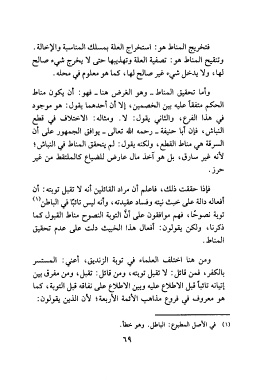 فتخريج المناط هو: استخراج العلة بمسلك المناسبة والإخالة.
وتنقيح المناط هو: تصفية العلة وتهذيبها حتى لا يخرج شيء صالح
لها، ولا يدخل شيء غير صالح لها، كما هو معلوم في محله.
وأما تحقيق المناط ـ وهو الغرض هنا ـ فهو: أن يكون مناط
الحكم متفقاً عليه بين الخصمين، إلا أن أحدهما يقول: هو موجود
في هذا الفرع، والثاني يقول: لا. ومثاله: الاختلاف في قطع
النباش، فإن أبا حنيفة ـ رحمه الله تعالى ـ يوافق الجمهور على أن
السرقة هي مناط القطع، ولكنه يقول: لم يتحقق المناط في النباش؛
لأنه غير سارق، بل هو آخذ مال عارض للضياع كالملتقط من غير
حرز.
فإذا حققت ذلك، فاعلم أن مراد القائلين أنه لا تقبل توبته: أن
أفعاله دالة على خبث نيته وفساد عقيدته، وأنه ليس تائبًا في الباطن(١)
توبة نصوحًا، فهم موافقون على أن التوبة النصوح مناط القبول كما
ذكرنا، ولكن يقولون: أفعال هذا الخبيث دلت على عدم تحقيق
المناط.
ومن هنا اختلف العلماء في توبة الزنديق، أعني: المستسر
بالكفر، فمن قائل: لا تقبل توبته، ومن قائل: تقبل، ومن مفرق بين
إتيانه تائباً قبل الاطلاع عليه وبين الاطلاع على نفاقه قبل التوبة، كما
هو معروف في فروع مذاهب الأئمة الأربعة؛ لأن الذين يقولون:
(١) في الأصل المطبوع: الباطل. وهو خطأ.
٦٩